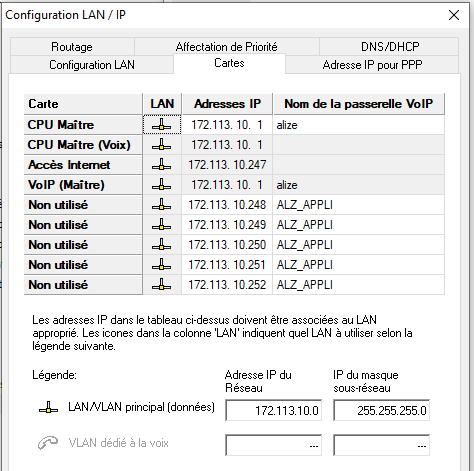 Configuration LAN / IP
Routage Affectation de Priorité DNS/DHCP
Configuration LAN Cartes Adresse IP pour PPP
Carte LAN Adresses IP Nom de la passerelle VoIP
CPU Maître 172.113. 10. 1 alize
CPU Maître (Voix) 172.113. 10. 1
Accès Internet 172.113. 10.247
VoIP (Maître) 172.113. 10. 1 alize
Non utilisé 172.113. 10.248 ALZ_APPLI
Non utilisé 172.113. 10.249 ALZ_APPLI
Non utilisé 172.113. 10.250 ALZ_APPLI
Non utilisé 172.113. 10.251 ALZ_APPLI
Non utilisé 172.113. 10.252 ALZ_APPLI
Les adresses IP dans le tableau ci-dessus doivent être associées au LAN
approprié. Les icones dans la colonne 'LAN' indiquent quel LAN à utiliser selon la
légende suivante.
Légende: Adresse IP du Réseau IP du masque sous-réseau
LAN/VLAN principal (données) 172.113.10.0 255.255.255.0
VLAN dédié à la voix ... ...